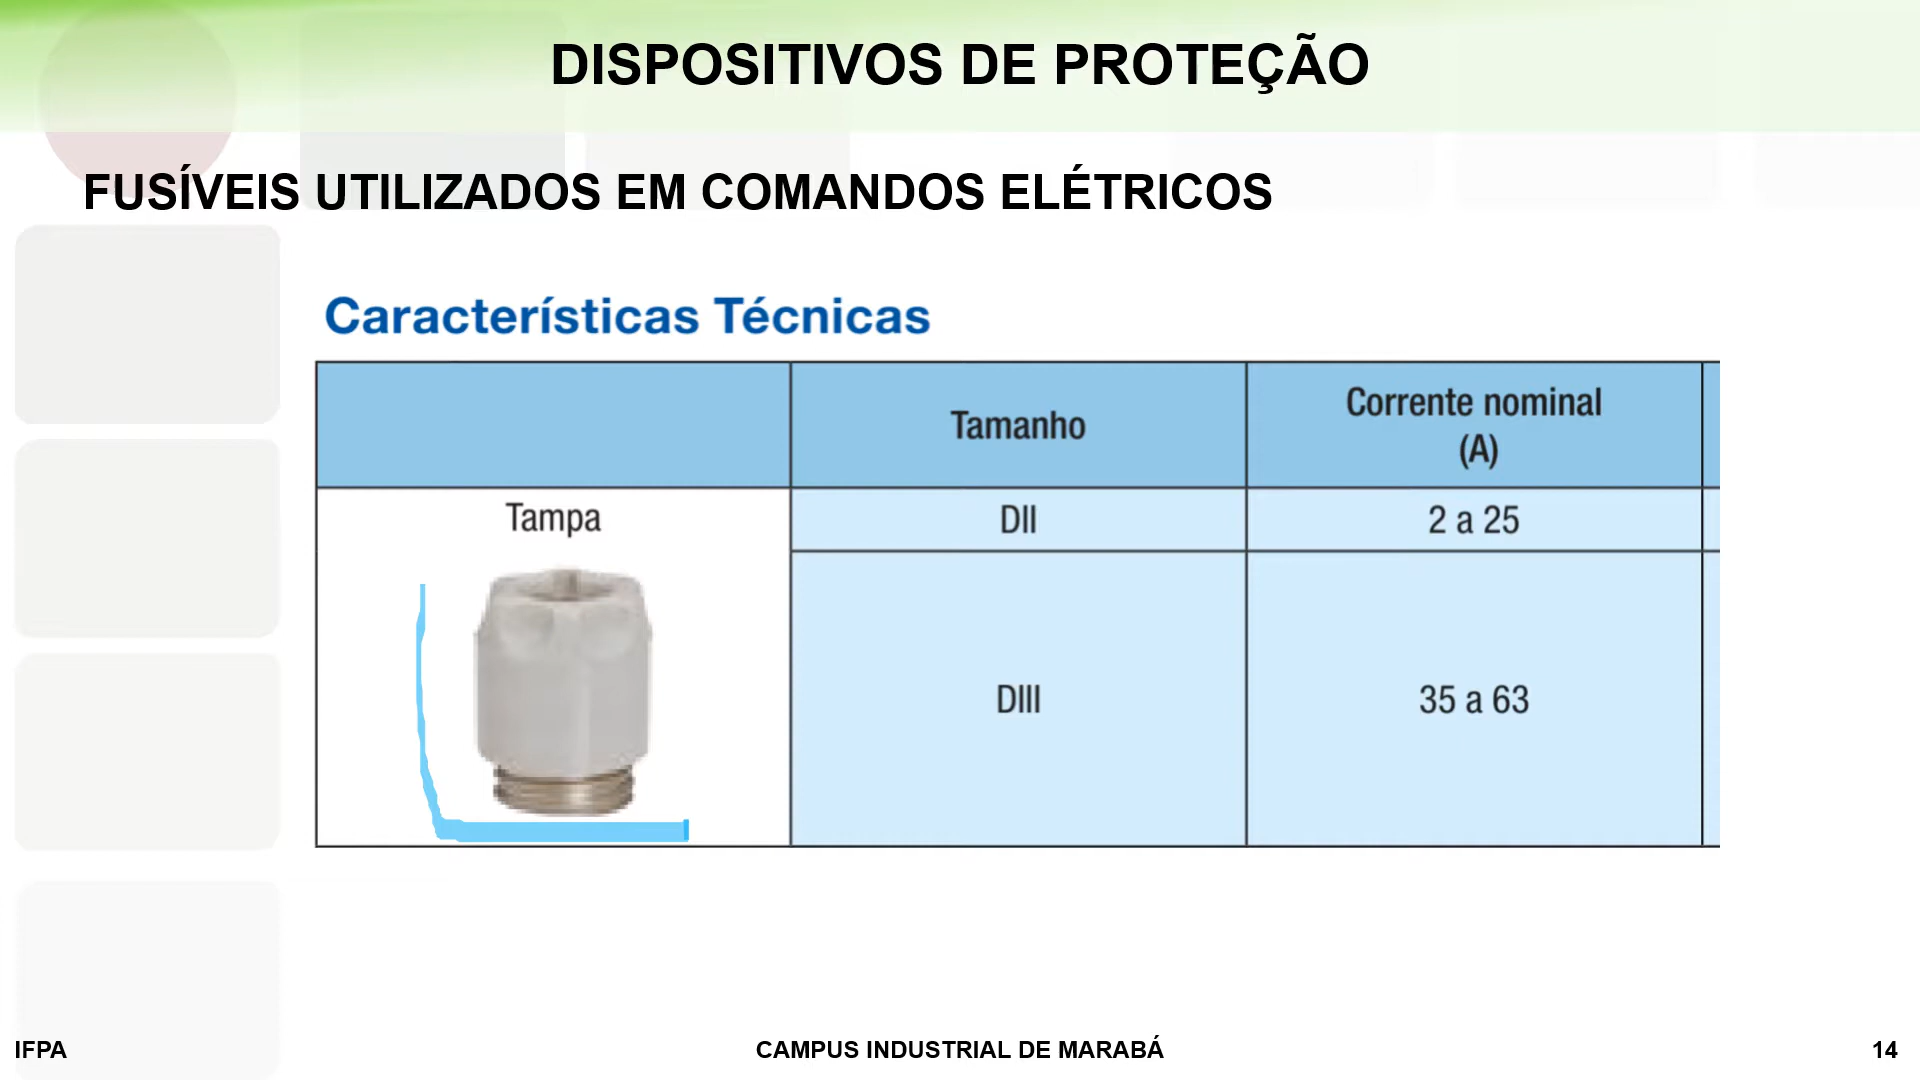 DISPOSITIVOS DE PROTEÇÃO
FUSÍVEIS UTILIZADOS EM COMANDOS ELÉTRICOS
Características Técnicas
Tamanho
Corrente nominal
(A)
Tampa
DII
2 a 25
DIII
35 a 63
IFPA
CAMPUS INDUSTRIAL DE MARABÁ
14